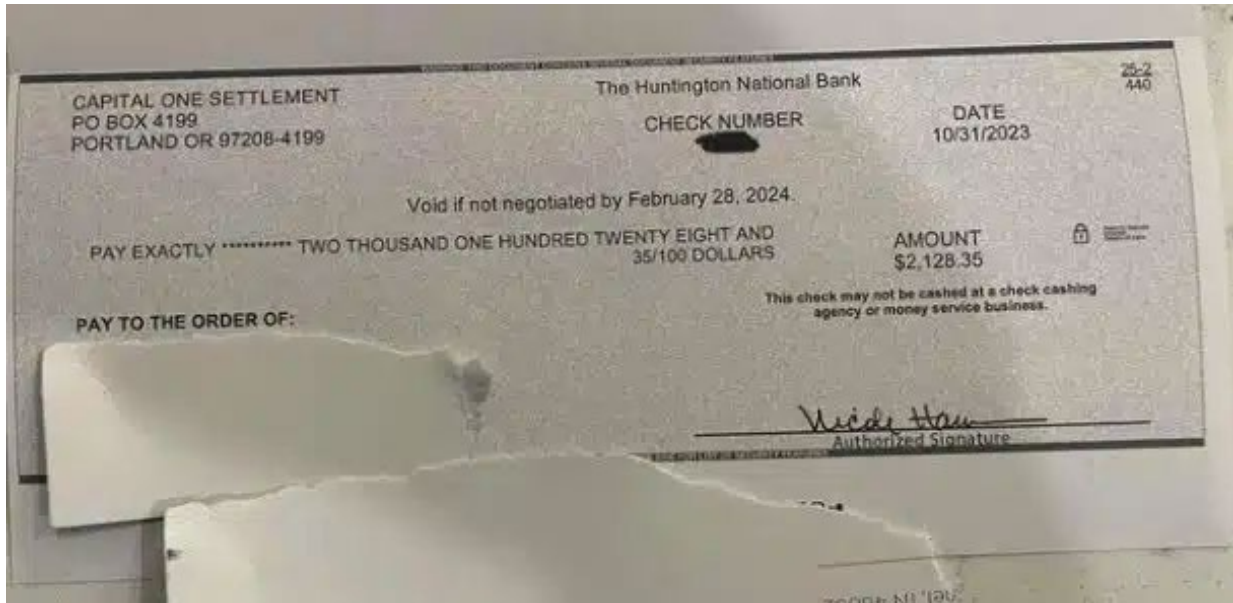 CAPITAL ONE SETTLEMENT
PO BOX 4199
PORTLAND OR 97208-4199
The Huntington National Bank
CHECK NUMBER
DATE
10/31/2023
25-2
440
Void if not negotiated by February 28, 2024.
PAY EXACTLY ********** TWO THOUSAND ONE HUNDRED TWENTY EIGHT AND
35/100 DOLLARS
AMOUNT
$2,128.35
This check may not be cashed at a check cashing
agency or money service business.
PAY TO THE ORDER OF:
Authorized Signature